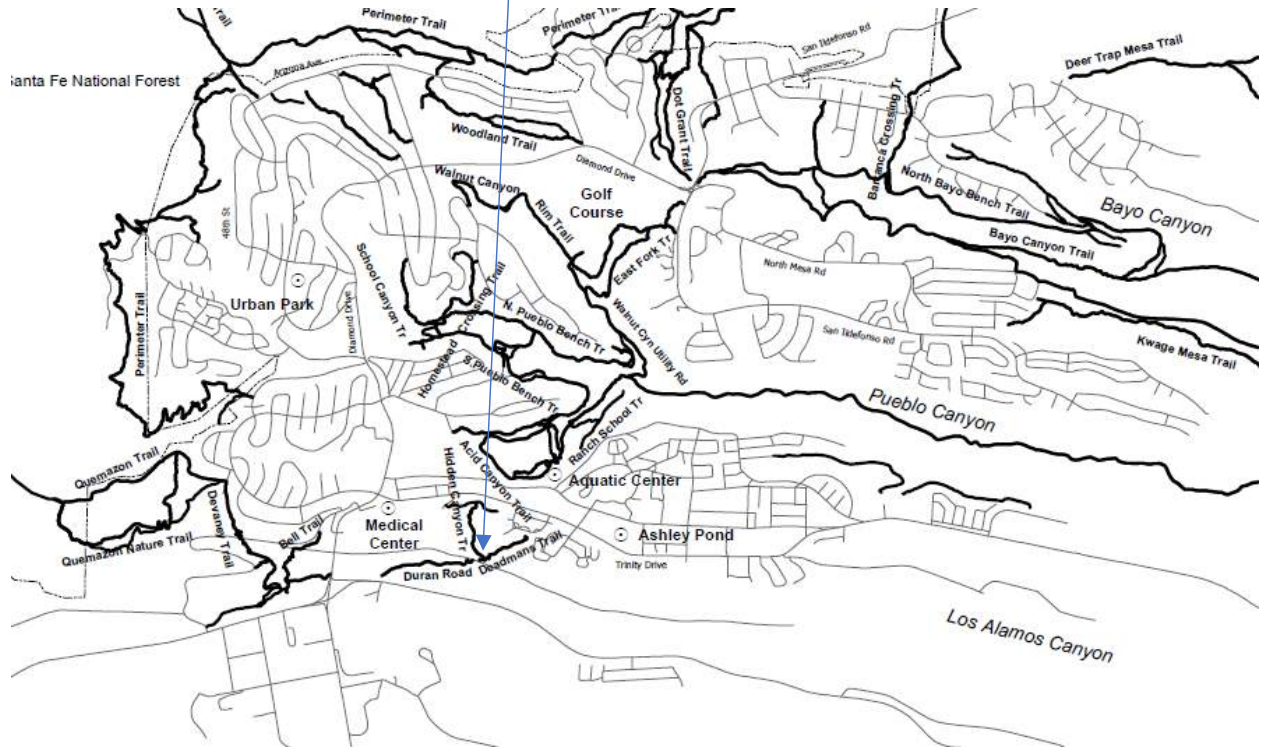 Perimeter Trail
Perimeter Tra
Trail
San Ildefonso Rd
Deer Trap Mesa Trail
Santa Fe National Forest
Arizona Ave
Dot Grant Trail
Barranca Crossing Tr
Woodland Trail
Diamond Drive
Walnut Canyon
Rim Trail
Golf
Course
North Bayo Bench Trail
Bayo Canyon
Bayo Canyon Trail
48th St
School Canyon Tr
East Fork Tr
North Mesa Rd
Urban Park
Diamond Drive
Homestead Crossing Trail
N. Pueblo Bench Tr
Walnut Cyn Utility Rd
San Ildefonso Rd
Kwage Mesa Trail
Perimeter Trail
S.Pueblo Bench Tr
Pueblo Canyon
Ranch School Tr
Quemazon Trail
Acid Canyon Trail
Hidden Canyon Tr
Aquatic Center
Devaney Trail
Bell Trail
Medical
Center
Ashley Pond
Quemazon Nature Trail
Duran Road
Deadmans Trail
Trinity Drive
Los Alamos Canyon